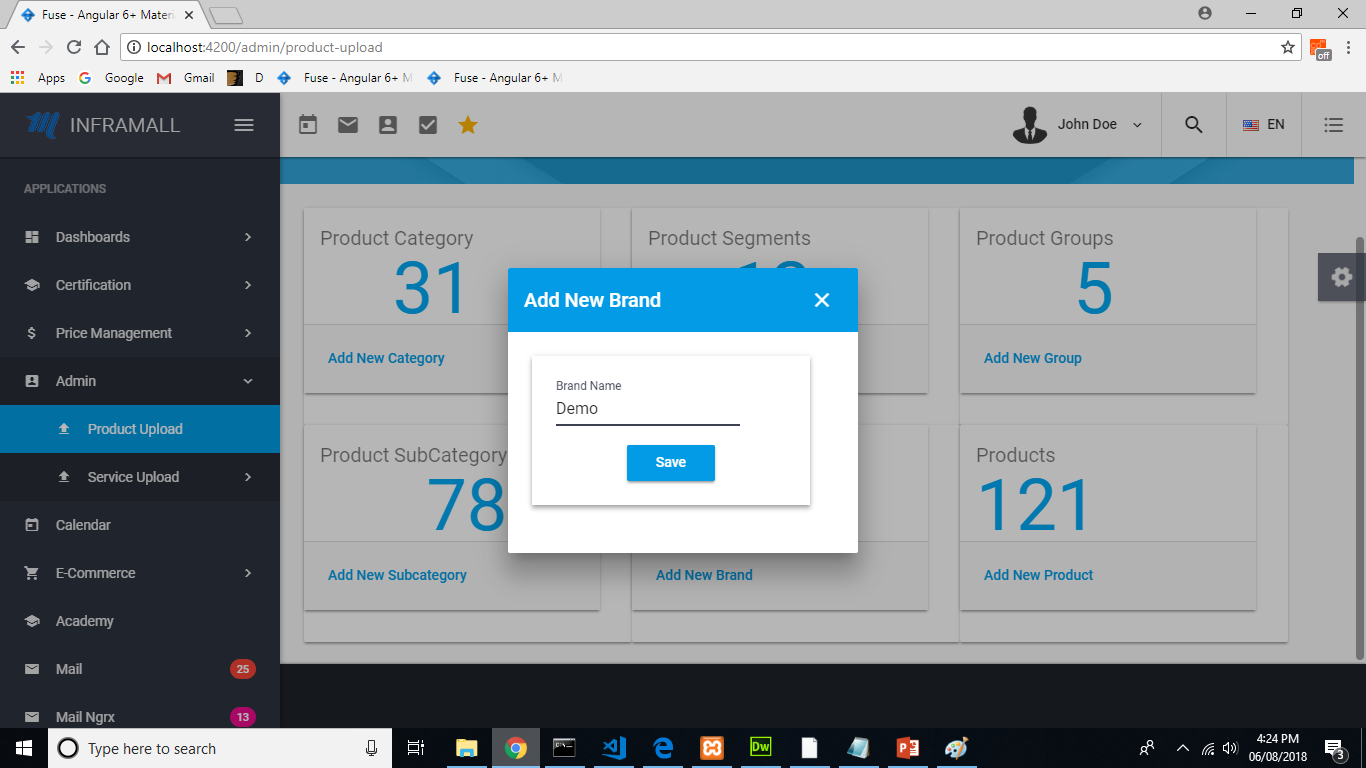 Fuse - Angular 6+ Materi
localhost:4200/admin/product-upload
Apps Google Gmail D Fuse - Angular 6+ M Fuse - Angular 6+ M
INFRAMALL
John Doe
EN
APPLICATIONS
Dashboards
Certification
Price Management
Admin
Product Upload
Service Upload
Calendar
E-Commerce
Academy
Mail 25
Mail Ngrx 13
Product Category
31
Add New Category
Product Segments
Product Groups
5
Add New Group
Add New Brand
Brand Name
Demo
Save
Product SubCategory
78
Add New Subcategory
Add New Brand
Products
121
Add New Product
off
Type here to search
Dw
4:24 PM
06/08/2018
3